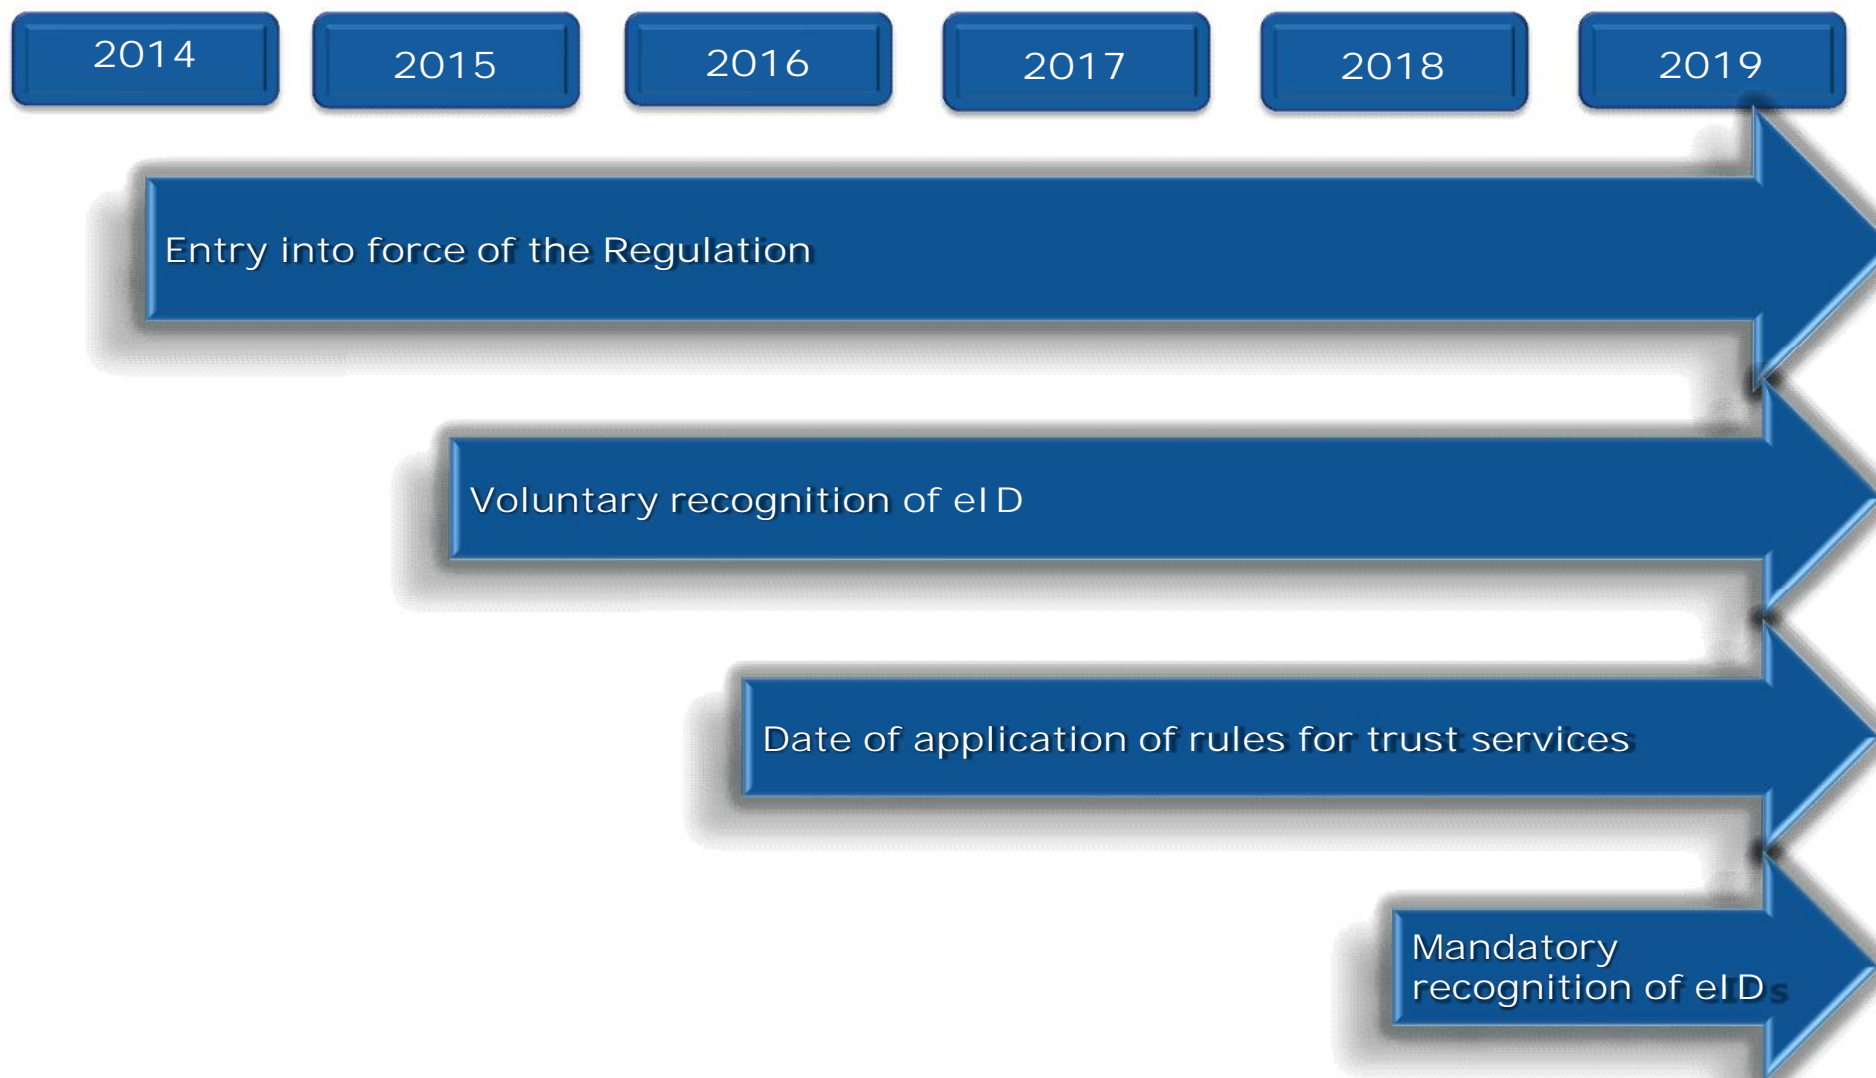 2014
2015
2016
2017
2018
2019
Entry into force of the Regulation
Voluntary recognition of eID
Date of application of rules for trust services
Mandatory
recognition of eIDs